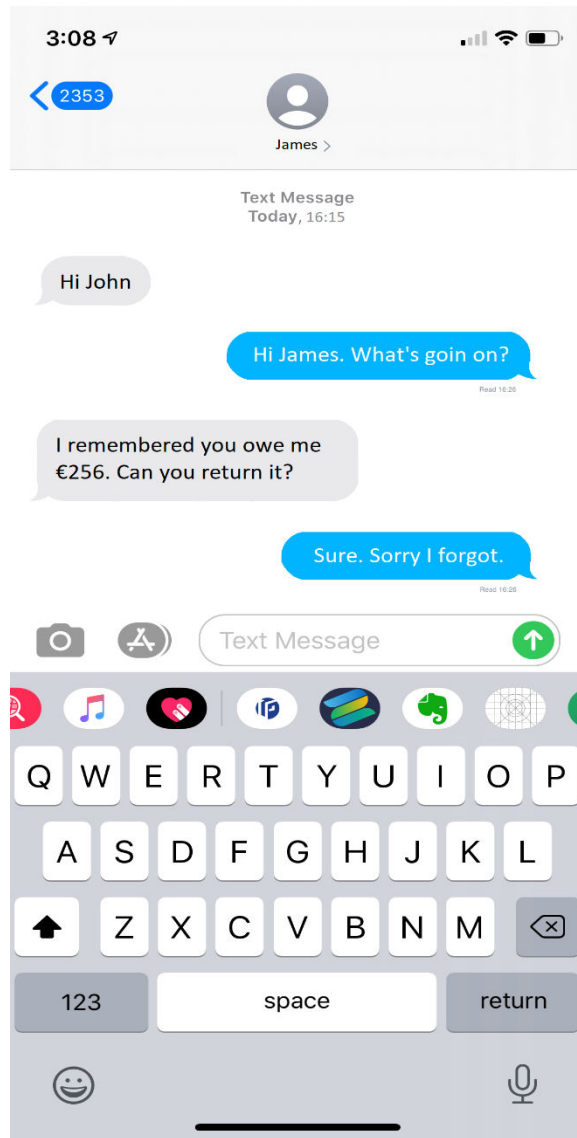 3:08
2353
James >
Text Message
Today, 16:15
Hi John
Hi James. What's goin on?
Read 16:26
I remembered you owe me
€256. Can you return it?
Sure. Sorry I forgot.
Read 16:26
Text Message
Q W E R T Y U I O P
A S D F G H J K L
Z X C V B N M
123 space return